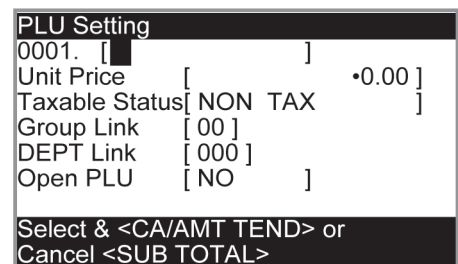 PLU Setting
0001. [ ]
Unit Price [ •0.00 ]
Taxable Status[ NON TAX ]
Group Link [ 00 ]
DEPT Link [ 000 ]
Open PLU [ NO ]
Select & <CA/AMT TEND> or
Cancel <SUB TOTAL>